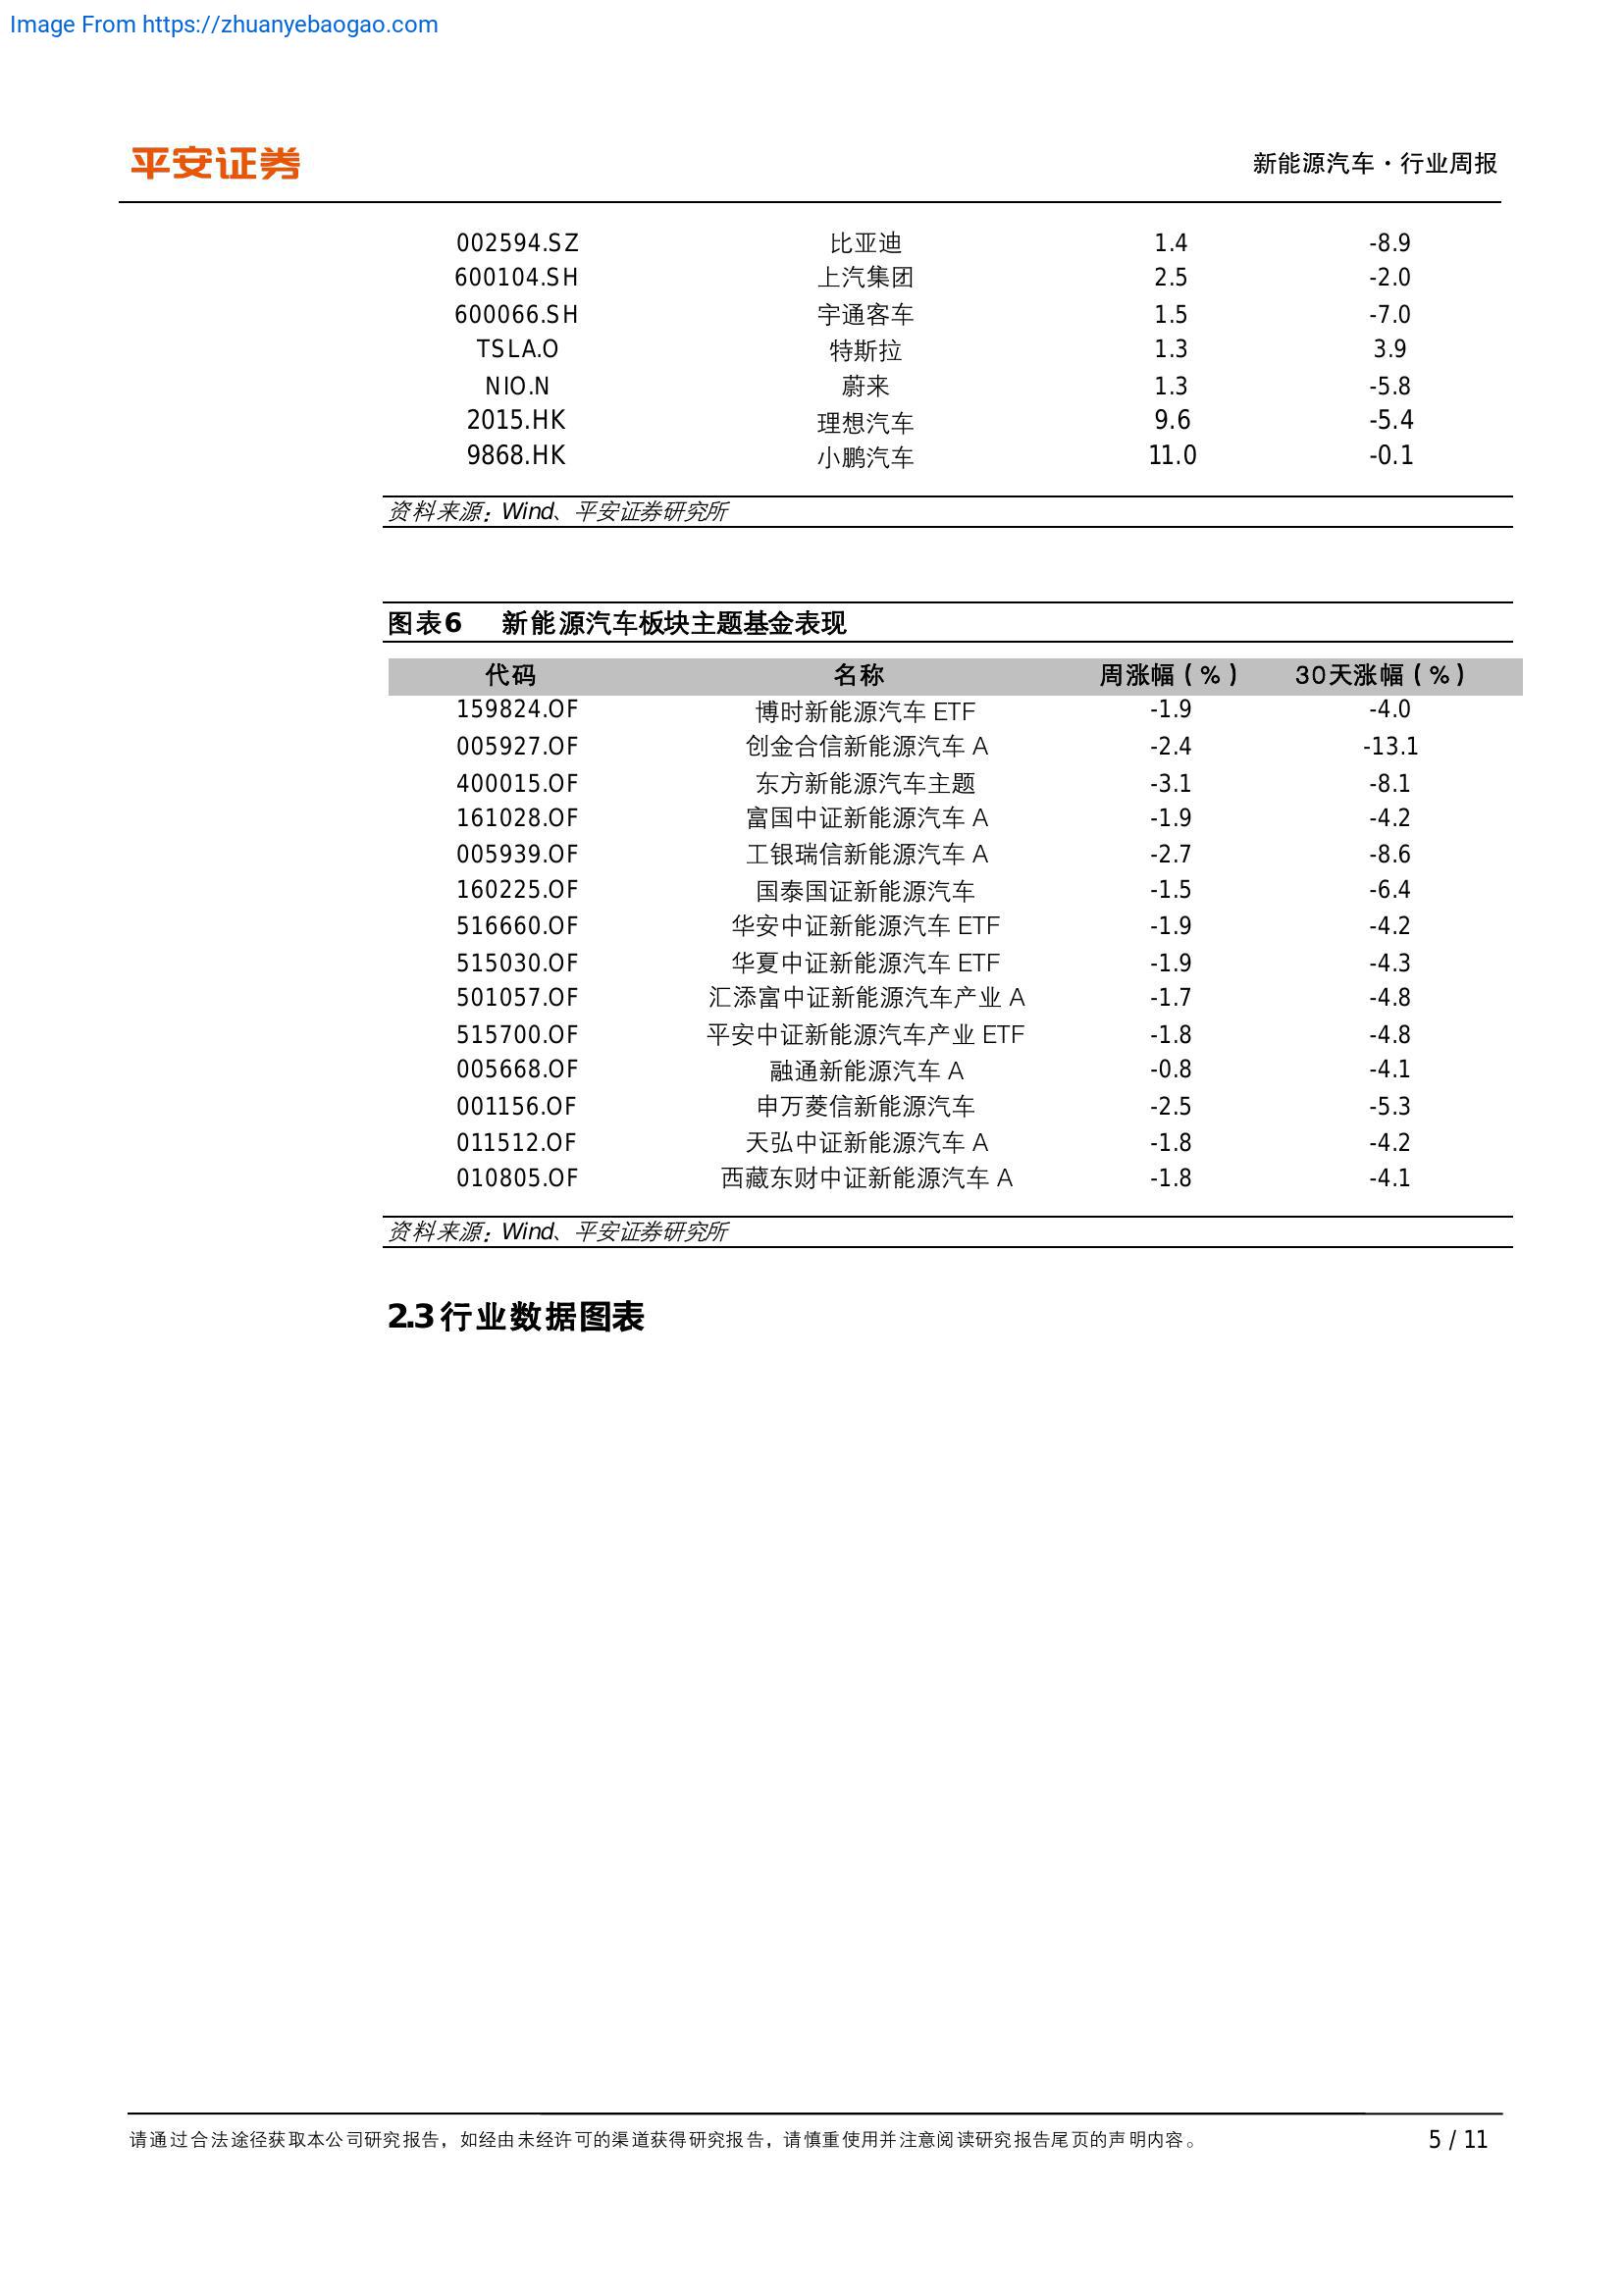 Image From https://zhuanyebaogao.com
平安证券
新能源汽车·行业周报
002594.SZ 比亚迪 1.4 -8.9
600104.SH 上汽集团 2.5 -2.0
600066.SH 宇通客车 1.5 -7.0
TSLA.O 特斯拉 1.3 3.9
NIO.N 蔚来 1.3 -5.8
2015.HK 理想汽车 9.6 -5.4
9868.HK 小鹏汽车 11.0 -0.1
资料来源：Wind、平安证券研究所
图表6 新能源汽车板块主题基金表现
代码 名称 周涨幅（%） 30天涨幅（%）
159824.OF 博时新能源汽车 ETF -1.9 -4.0
005927.OF 创金合信新能源汽车 A -2.4 -13.1
400015.OF 东方新能源汽车主题 -3.1 -8.1
161028.OF 富国中证新能源汽车 A -1.9 -4.2
005939.OF 工银瑞信新能源汽车 A -2.7 -8.6
160225.OF 国泰国证新能源汽车 -1.5 -6.4
516660.OF 华安中证新能源汽车 ETF -1.9 -4.2
515030.OF 华夏中证新能源汽车 ETF -1.9 -4.3
501057.OF 汇添富中证新能源汽车产业 A -1.7 -4.8
515700.OF 平安中证新能源汽车产业 ETF -1.8 -4.8
005668.OF 融通新能源汽车 A -0.8 -4.1
001156.OF 申万菱信新能源汽车 -2.5 -5.3
011512.OF 天弘中证新能源汽车 A -1.8 -4.2
010805.OF 西藏东财中证新能源汽车 A -1.8 -4.1
资料来源：Wind、平安证券研究所
2.3 行业数据图表
请通过合法途径获取本公司研究报告，如经由未经许可的渠道获得研究报告，请慎重使用并注意阅读研究报告尾页的声明内容。 5 / 11